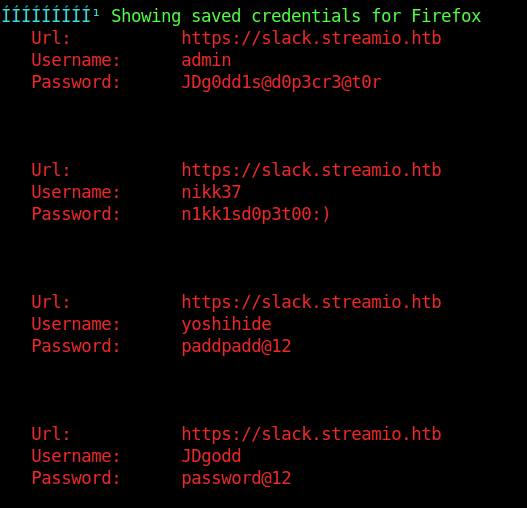 ÍÍÍÍÍÍÍÍÍ¹ Showing saved credentials for Firefox
Url: https://slack.streamio.htb
Username: admin
Password: JDg0dd1s@d0p3cr3@t0r
Url: https://slack.streamio.htb
Username: nikk37
Password: n1kk1sd0p3t00:)
Url: https://slack.streamio.htb
Username: yoshihide
Password: paddpadd@12
Url: https://slack.streamio.htb
Username: JDgodd
Password: password@12